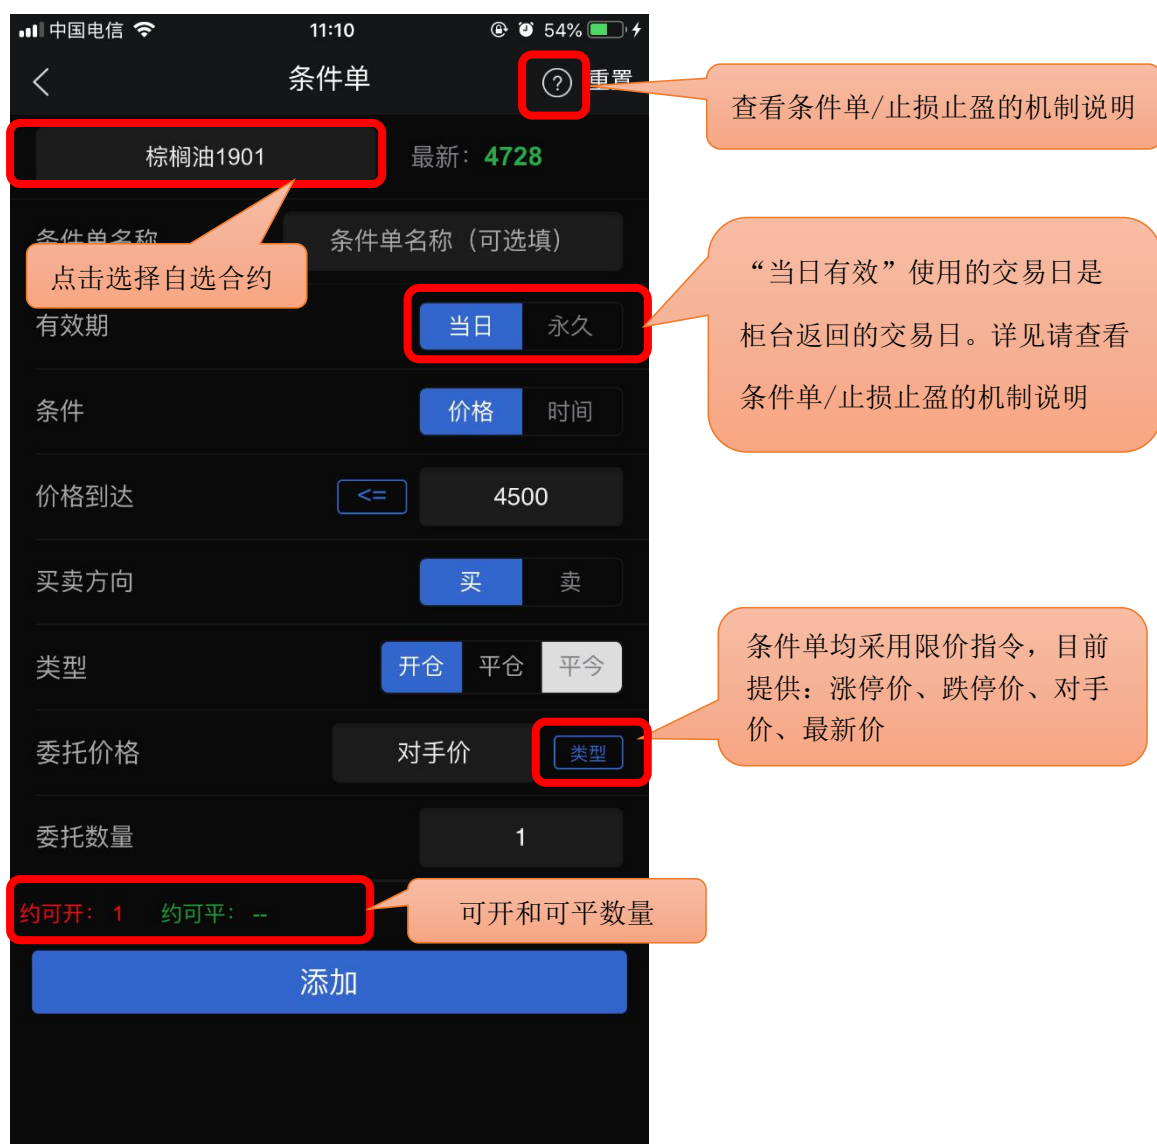 中国电信 11:10 54%
条件单 重置
查看条件单/止损止盈的机制说明
棕榈油1901 最新: 4728
条件单名称 条件单名称（可选填）
点击选择自选合约
“当日有效”使用的交易日是
柜台返回的交易日。详见请查看
条件单/止损止盈的机制说明
有效期 当日 永久
条件 价格 时间
价格到达 <= 4500
买卖方向 买 卖
类型 开仓 平仓 平今
条件单均采用限价指令，目前
提供：涨停价、跌停价、对手
价、最新价
委托价格 对手价 类型
委托数量 1
约可开: 1 约可平: --
可开和可平数量
添加